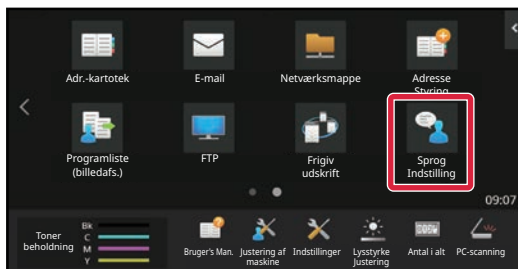 Adr.-kartotek
E-mail
Netværksmappe
Adresse
Styring
Programliste
(billedafs.)
FTP
Frigiv
udskrift
Sprog
Indstilling
09:07
Toner
beholdning
Bk
C
M
Y
Bruger's Man.
Justering af
maskine
Indstillinger
Lysstyrke
Justering
Antal i alt
PC-scanning